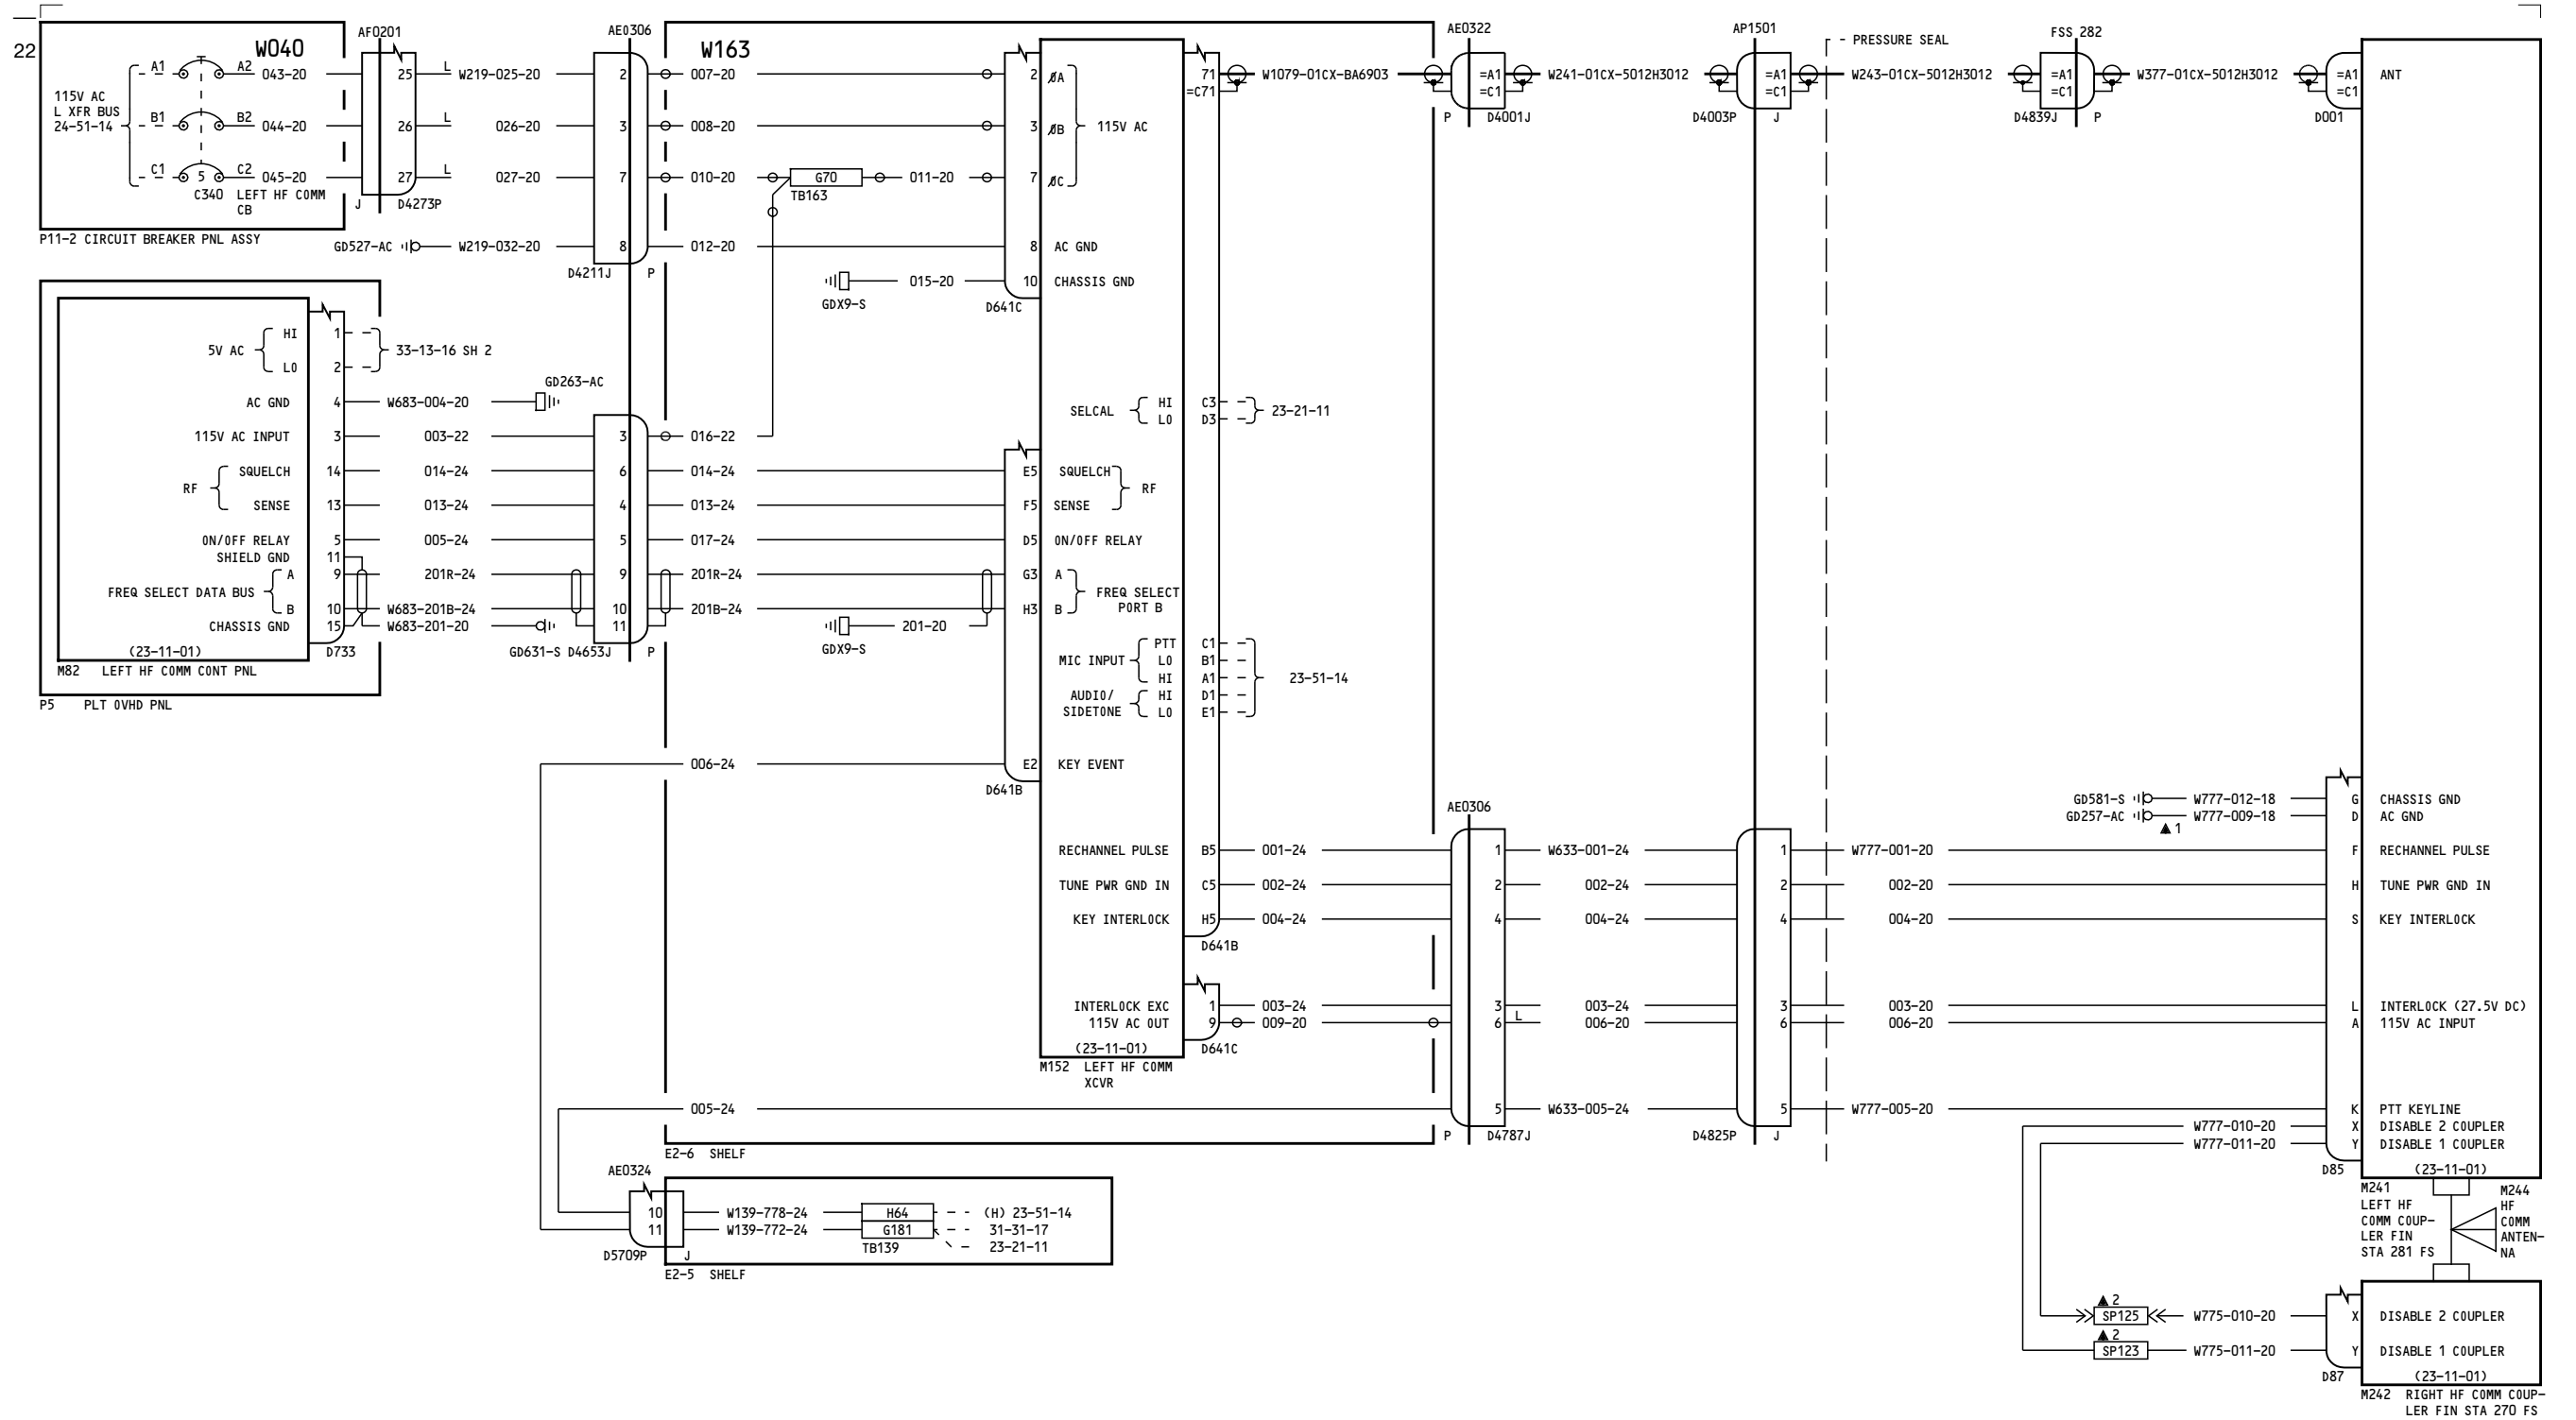 22
W040
A1 A2 043-20
B1 B2 044-20
C1 5 C2 045-20
115V AC
L XFR BUS
24-51-14
C340 LEFT HF COMM
CB
P11-2 CIRCUIT BREAKER PNL ASSY
AF0201
25
26
27
J D4273P
L W219-025-20
L 026-20
L 027-20
GD527-AC W219-032-20
AE0306
2
3
7
8
D4211J P
W163
007-20
008-20
010-20 G70 011-20
TB163
012-20
GDX9-S 015-20
2 ØA
3 ØB
7 ØC
115V AC
8 AC GND
10 CHASSIS GND
D641C
71
=C71
W1079-01CX-BA6903
AE0322
=A1
=C1
P D4001J
W241-01CX-5012H3012
AP1501
=A1
=C1
D4003P J
PRESSURE SEAL
W243-01CX-5012H3012
FSS 282
=A1
=C1
D4839J P
W377-01CX-5012H3012
=A1
=C1
D001
ANT
5V AC HI 1
LO 2
33-13-16 SH 2
AC GND 4 W683-004-20 GD263-AC
115V AC INPUT 3 003-22 3 016-22
RF SQUELCH 14 014-24 6 014-24 E5 SQUELCH
SENSE 13 013-24 4 013-24 F5 SENSE
RF
ON/OFF RELAY 5 005-24 5 017-24 D5 ON/OFF RELAY
SHIELD GND 11
FREQ SELECT DATA BUS
A 9 201R-24 9 201R-24 G3 A
B 10 W683-201B-24 10 201B-24 H3 B
FREQ SELECT
PORT B
CHASSIS GND 15 W683-201-20 11 201-20
GD631-S D4653J P
GDX9-S
(23-11-01) D733
M82 LEFT HF COMM CONT PNL
P5 PLT OVHD PNL
SELCAL HI C3
LO D3
23-21-11
MIC INPUT
PTT C1
LO B1
HI A1
AUDIO/
SIDETONE
HI D1
LO E1
23-51-14
006-24 E2 KEY EVENT
D641B
RECHANNEL PULSE B5 001-24
TUNE PWR GND IN C5 002-24
KEY INTERLOCK H5 004-24
D641B
INTERLOCK EXC 1 003-24
115V AC OUT 9 009-20
(23-11-01) D641C
M152 LEFT HF COMM
XCVR
005-24
E2-6 SHELF
AE0306
1 W633-001-24
2 002-24
4 004-24
3 003-24
6 L 006-20
5 W633-005-24
P D4787J
1 W777-001-20
2 002-20
4 004-20
3 003-20
6 006-20
5 W777-005-20
D4825P J
GD581-S W777-012-18 G CHASSIS GND
GD257-AC W777-009-18 D AC GND
▲ 1
F RECHANNEL PULSE
H TUNE PWR GND IN
S KEY INTERLOCK
L INTERLOCK (27.5V DC)
A 115V AC INPUT
K PTT KEYLINE
W777-010-20 X DISABLE 2 COUPLER
W777-011-20 Y DISABLE 1 COUPLER
D85 (23-11-01)
M241
LEFT HF
COMM COUP-
LER FIN
STA 281 FS
M244
HF
COMM
ANTEN-
NA
AE0324
10 W139-778-24 H64 (H) 23-51-14
11 W139-772-24 G181 31-31-17
TB139 23-21-11
D5709P J
E2-5 SHELF
▲ 2
SP125 W775-010-20 X DISABLE 2 COUPLER
▲ 2
SP123 W775-011-20 Y DISABLE 1 COUPLER
D87 (23-11-01)
M242 RIGHT HF COMM COUP-
LER FIN STA 270 FS